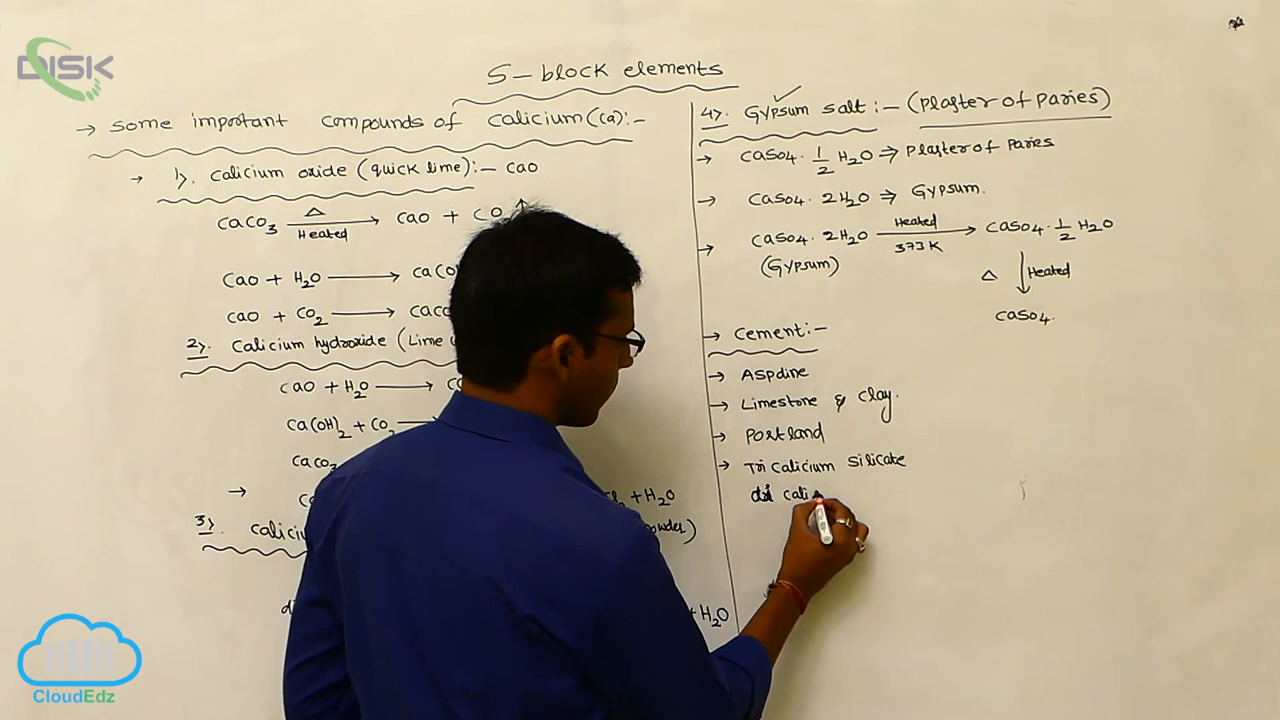 DISK
S-block elements
→ some important compounds of calicium (ca):-
→ 1>. calicium oxide (quick lime):- cao
caco3 △ Heated → cao + CO ↑
cao + H2O → ca(O
cao + CO2 → cac
2>. calicium hydroxide (Lime
cao + H2O → c
ca(OH)2 + CO2 →
caco3
→ + H2O
3>. calici
+ H2O
4>. Gypsum salt:- (Plaster of paries) ✓
→ caso4. 1/2 H2O ⇒ Plaster of paries
→ caso4. 2H2O ⇒ Gypsum.
→ caso4. 2H2O Heated 373K → caso4. 1/2 H2O
(Gypsum)
△ ↓ Heated
caso4.
→ cement:-
→ Aspdine
→ Limestone & clay.
→ Portland
→ Tri calicium silicate
di cali
CloudEdz